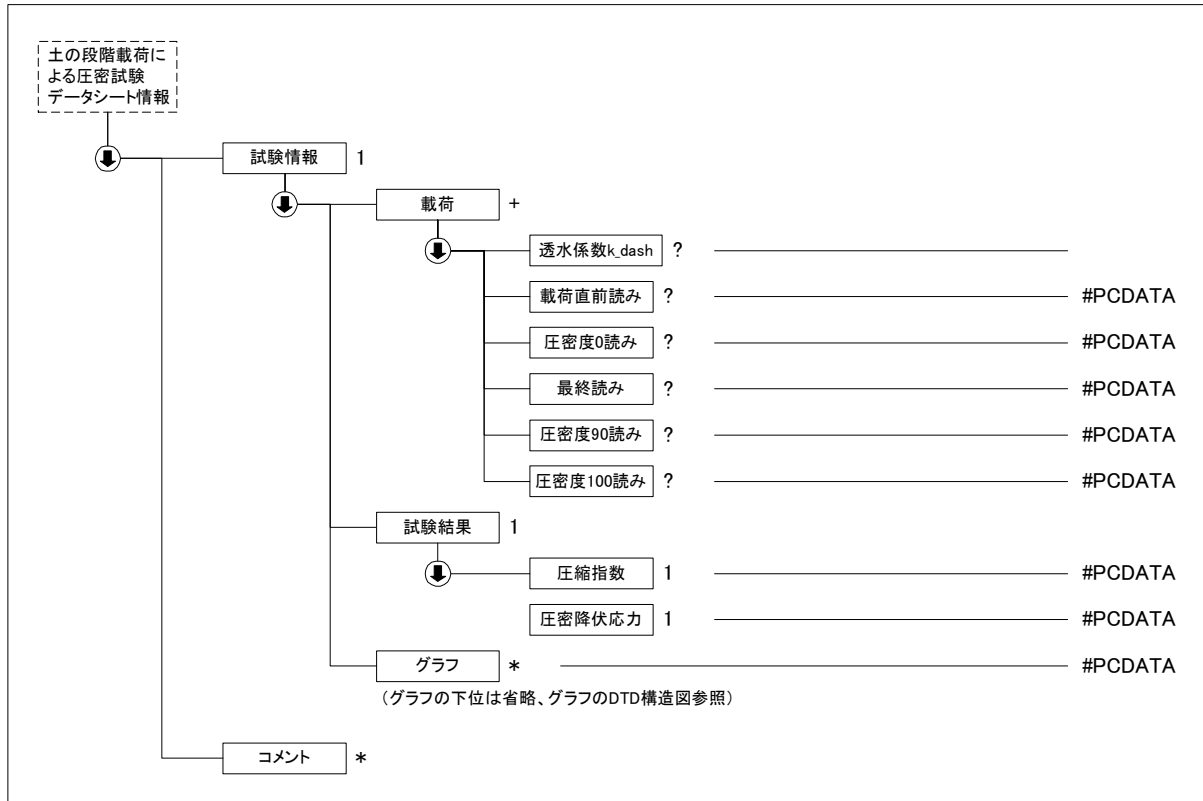 土の段階載荷に
よる圧密試験
データシート情報
試験情報 1
載荷 +
透水係数k_dash ?
載荷直前読み ? #PCDATA
圧密度0読み ? #PCDATA
最終読み ? #PCDATA
圧密度90読み ? #PCDATA
圧密度100読み ? #PCDATA
試験結果 1
圧縮指数 1 #PCDATA
圧密降伏応力 1 #PCDATA
グラフ * #PCDATA
（グラフの下位は省略、グラフのDTD構造図参照）
コメント *